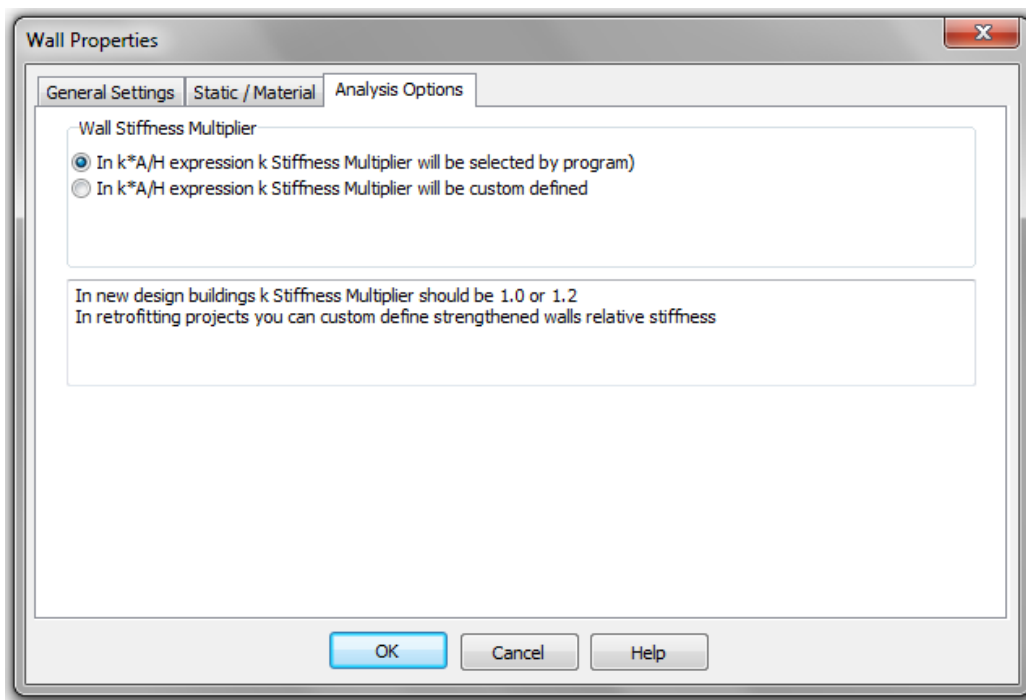 Wall Properties
General Settings
Static / Material
Analysis Options
Wall Stiffness Multiplier
In k*A/H expression k Stiffness Multiplier will be selected by program)
In k*A/H expression k Stiffness Multiplier will be custom defined
In new design buildings k Stiffness Multiplier should be 1.0 or 1.2
In retrofitting projects you can custom define strengthened walls relative stiffness
OK
Cancel
Help